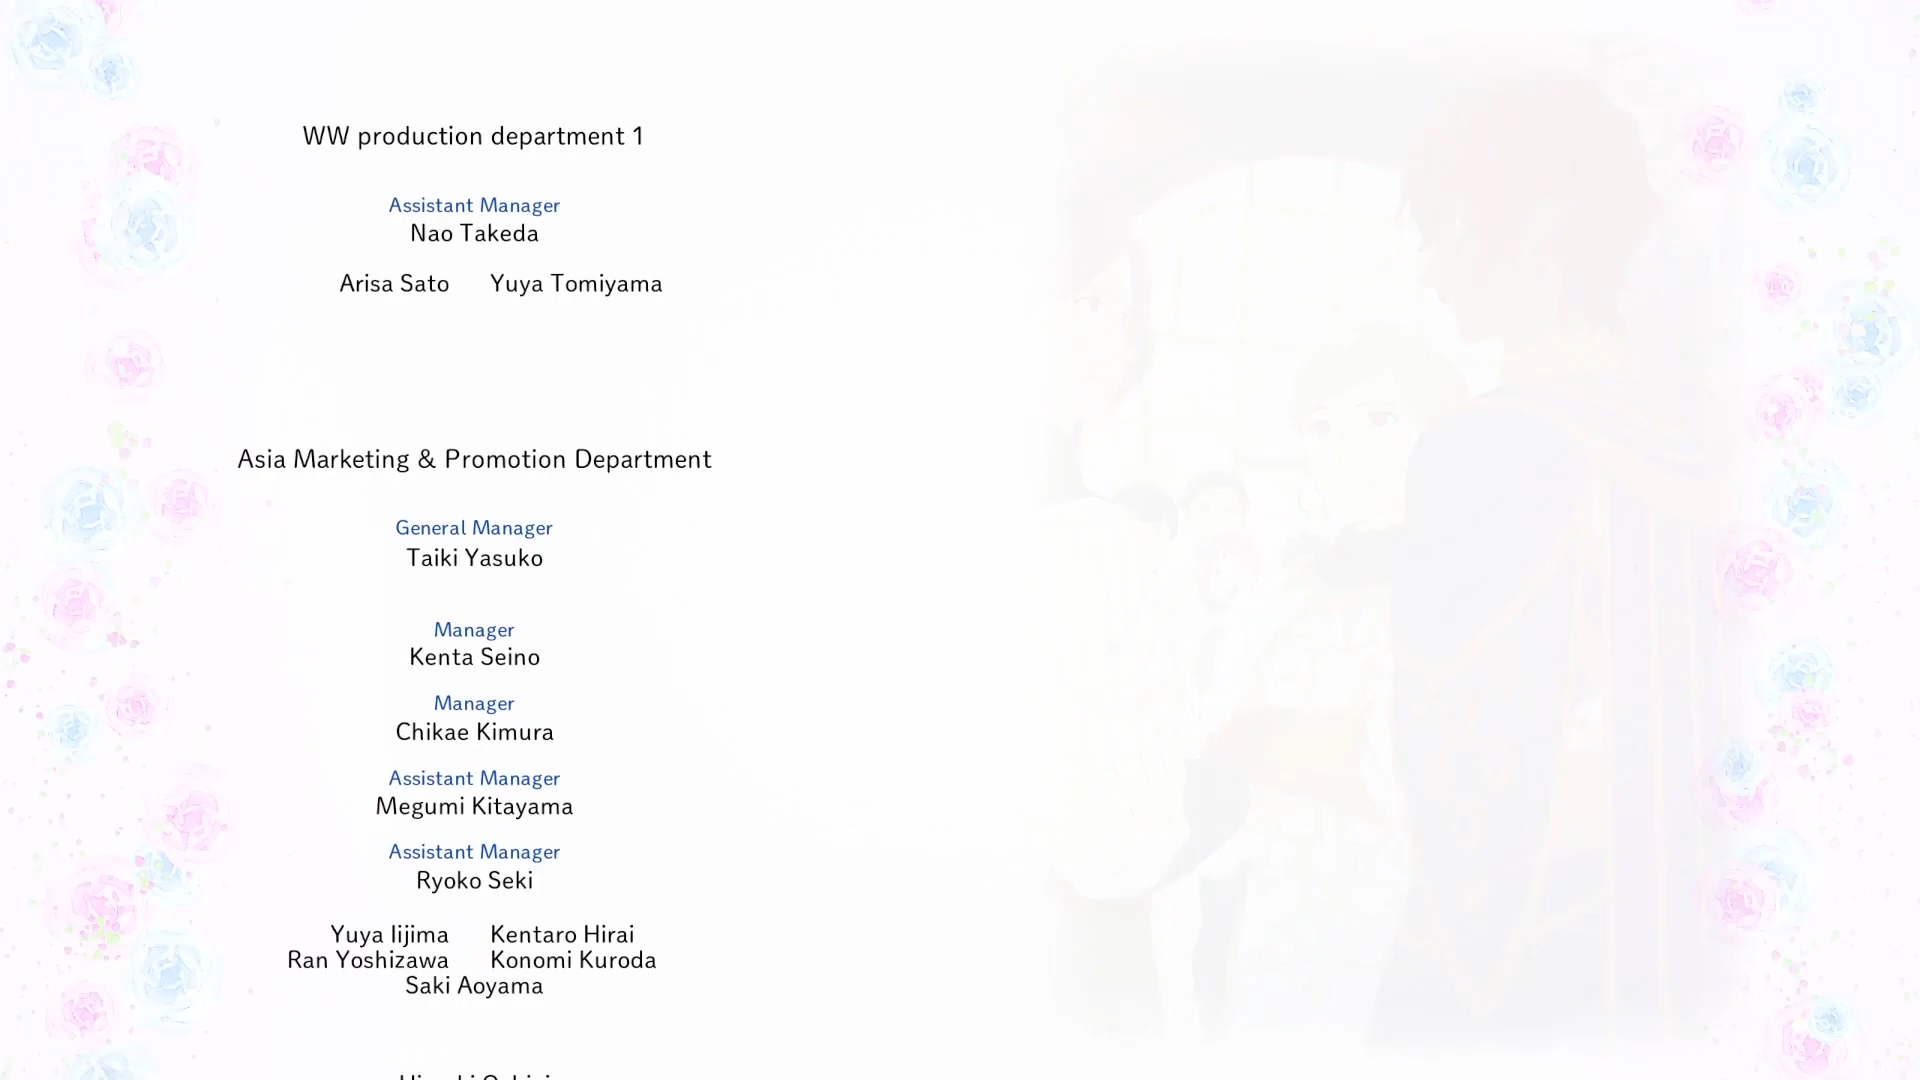 WW production department 1
Assistant Manager
Nao Takeda
Arisa Sato Yuya Tomiyama
Asia Marketing & Promotion Department
General Manager
Taiki Yasuko
Manager
Kenta Seino
Manager
Chikae Kimura
Assistant Manager
Megumi Kitayama
Assistant Manager
Ryoko Seki
Yuya Iijima Kentaro Hirai
Ran Yoshizawa Konomi Kuroda
Saki Aoyama